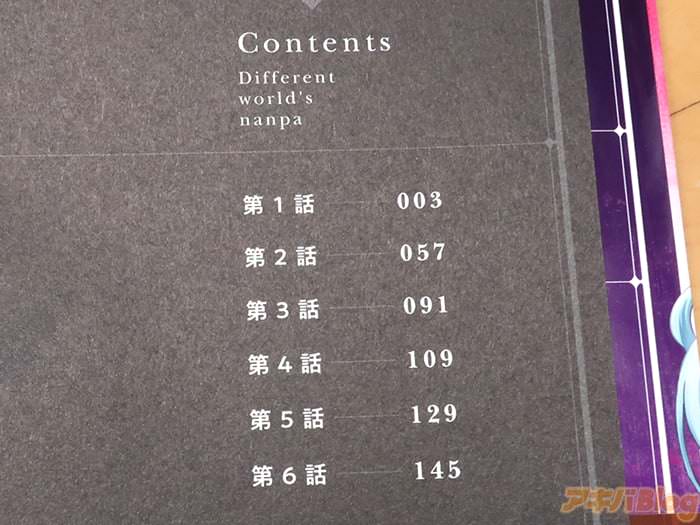 Contents
Different
world's
nanpa
第1話 003
第2話 057
第3話 091
第4話 109
第5話 129
第6話 145
アキバBlog